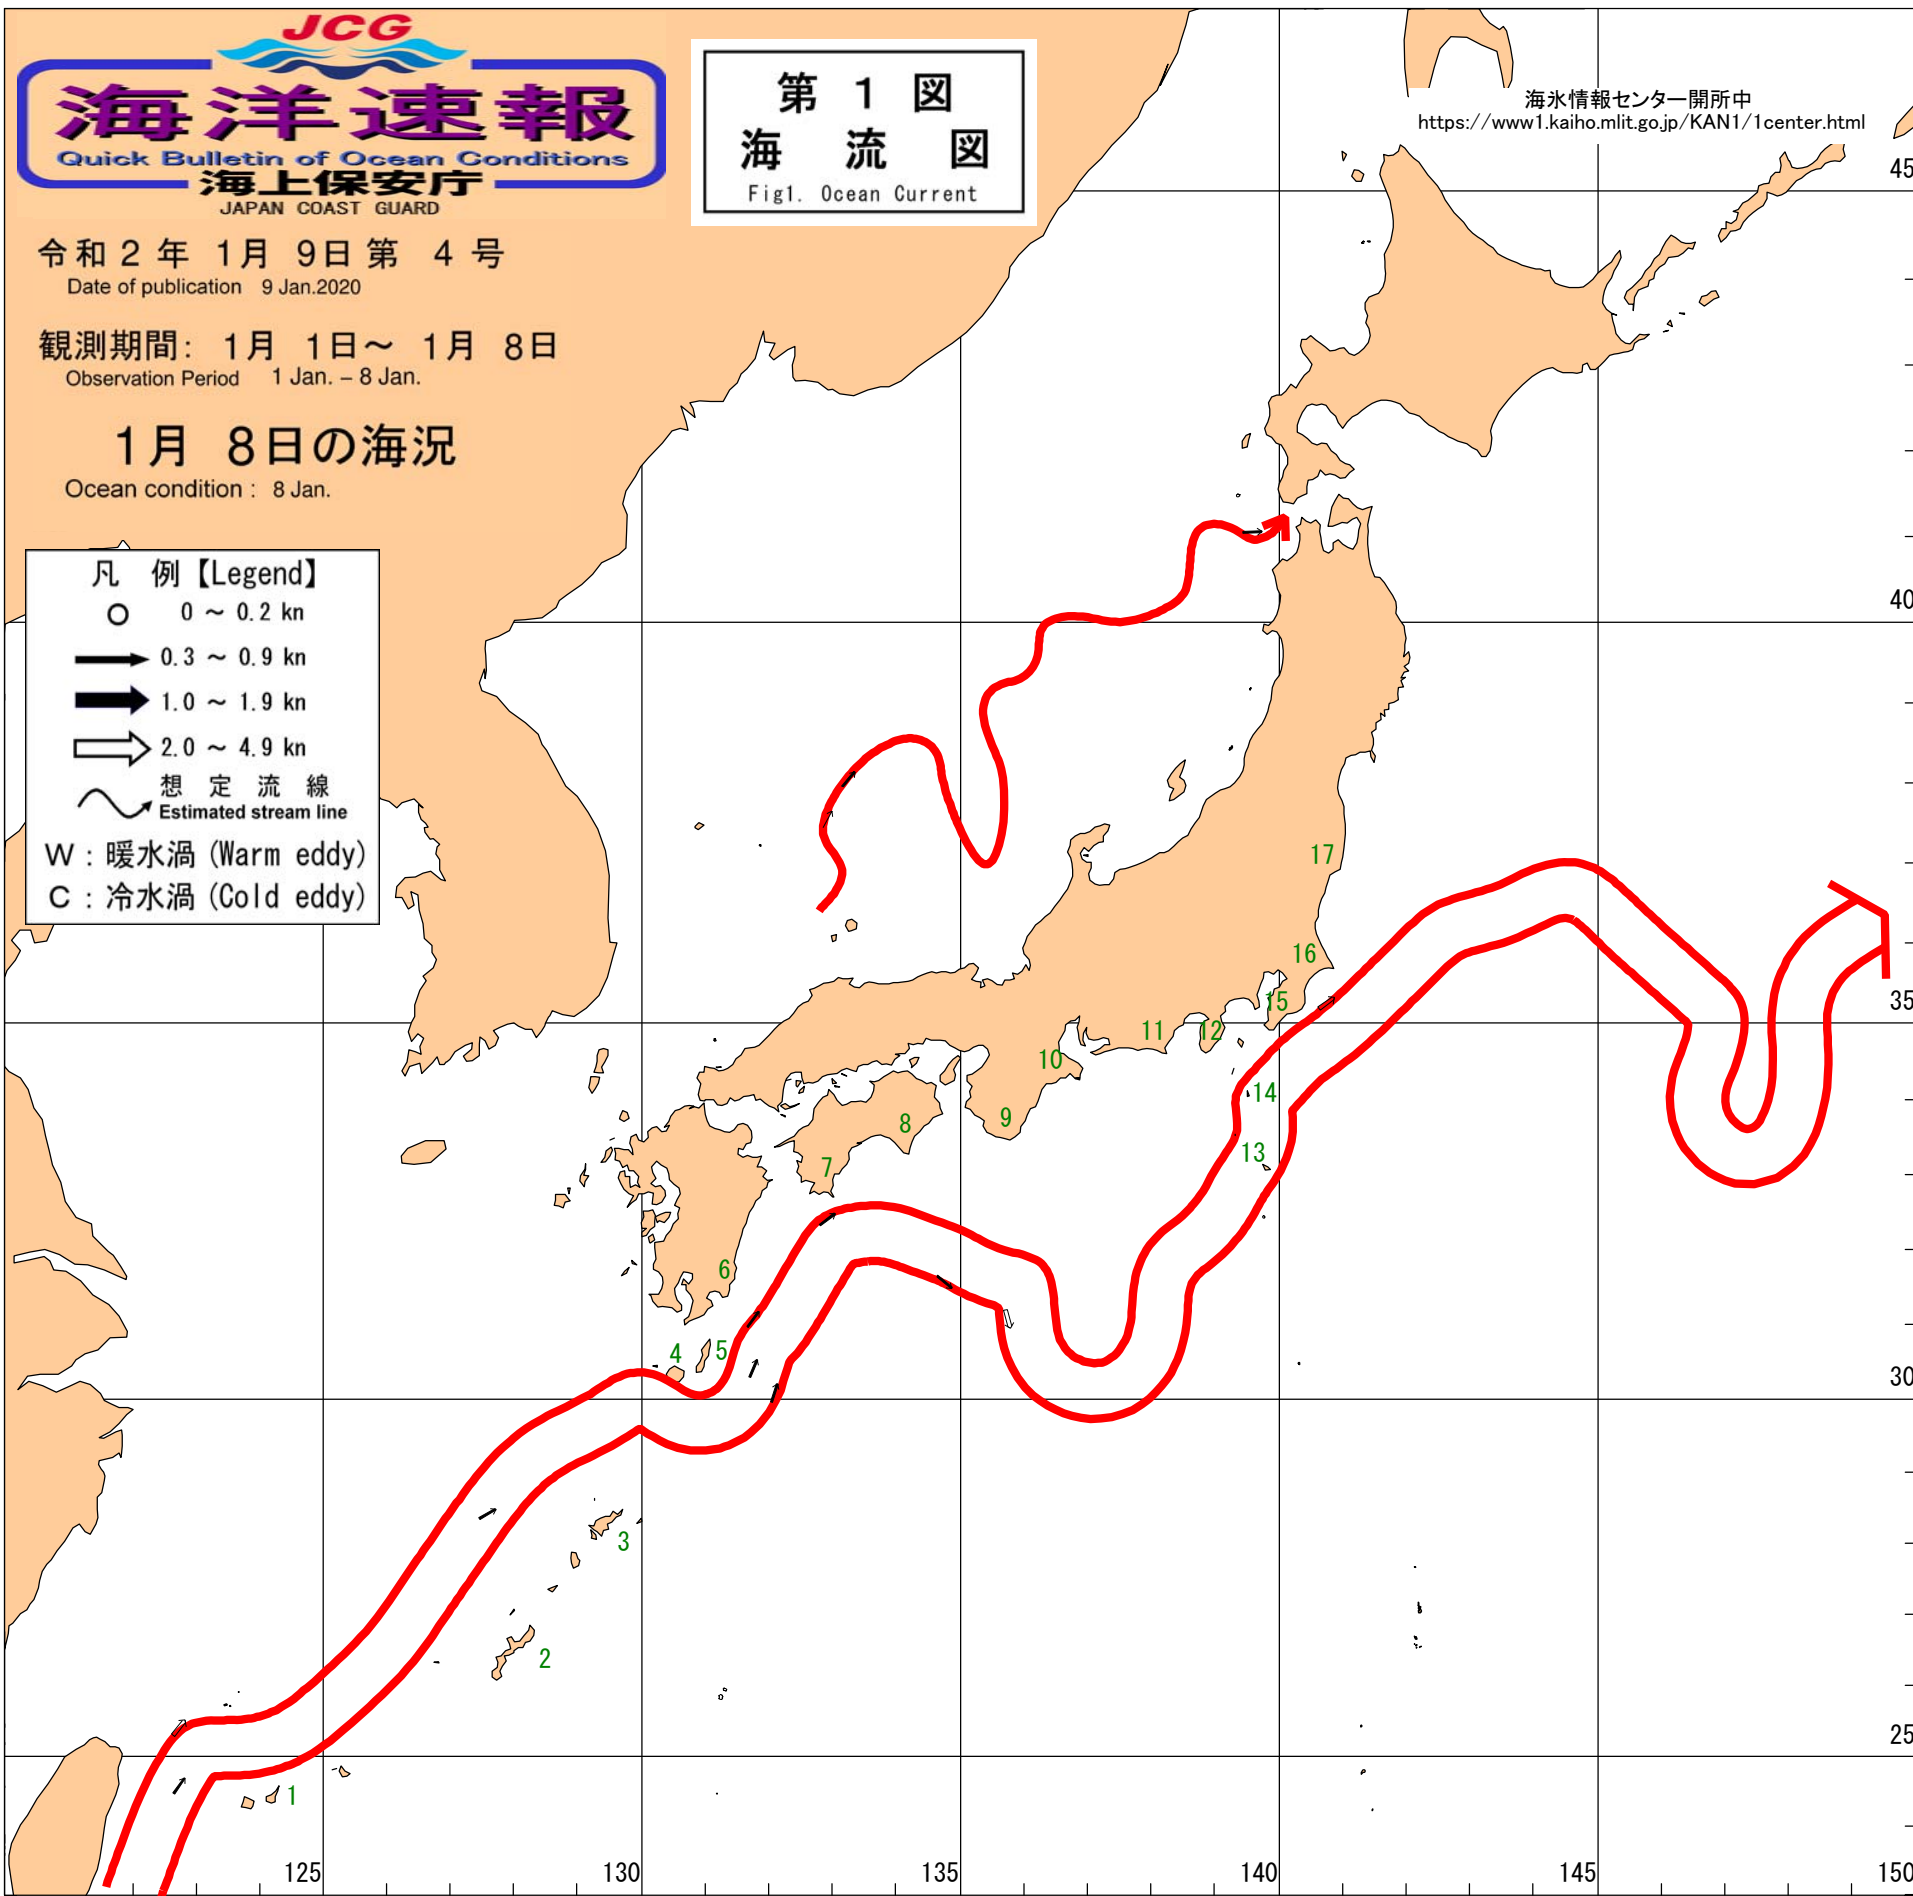 JCG
海洋速報
Quick Bulletin of Ocean Conditions
海上保安庁
JAPAN COAST GUARD
第 1 図
海 流 図
Fig1. Ocean Current
海氷情報センター開所中
https://www1.kaiho.mlit.go.jp/KAN1/1center.html
令和 2 年 1月 9日 第 4 号
Date of publication 9 Jan.2020
観測期間: 1月 1日～ 1月 8日
Observation Period 1 Jan. – 8 Jan.
1月 8日の海況
Ocean condition : 8 Jan.
凡 例【Legend】
0 ～ 0.2 kn
0.3 ～ 0.9 kn
1.0 ～ 1.9 kn
2.0 ～ 4.9 kn
想 定 流 線
Estimated stream line
W : 暖水渦 (Warm eddy)
C : 冷水渦 (Cold eddy)
45
40
35
30
25
17
16
15
14
13
12
11
10
9
8
7
6
5
4
3
2
1
125
130
135
140
145
150